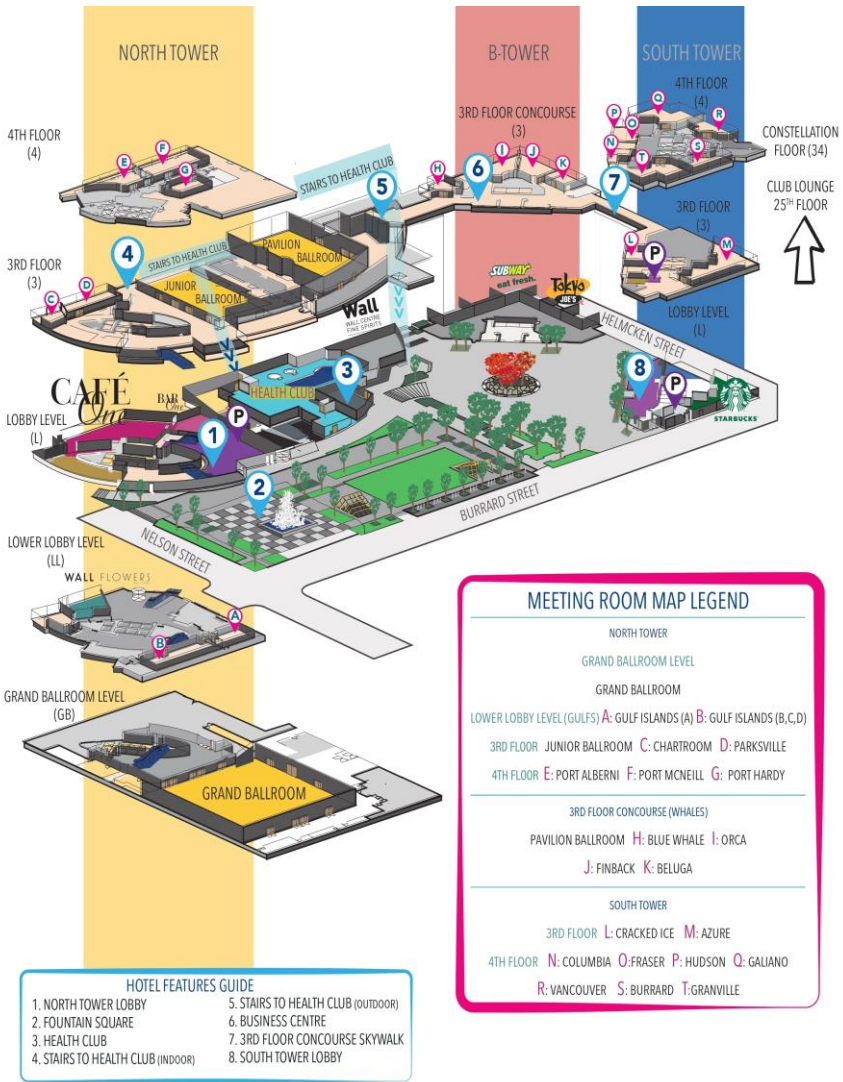 NORTH TOWER
B-TOWER
SOUTH TOWER
4TH FLOOR
(4)
E
F
G
STAIRS TO HEALTH CLUB
5
3RD FLOOR CONCOURSE
(3)
H
I
J
K
6
7
4TH FLOOR
(4)
P
Q
R
O
N
T
S
CONSTELLATION
FLOOR (34)
CLUB LOUNGE
25TH FLOOR
3RD FLOOR
(3)
L
P
M
LOBBY LEVEL
(L)
3RD FLOOR
(3)
4
C
D
STAIRS TO HEALTH CLUB
PAVILION
BALLROOM
JUNIOR
BALLROOM
Wall
WALL CENTRE
FINE SPIRITS
SUBWAY
eat fresh.
Tokyo
JOE'S
HELMCKEN STREET
CAFÉ
One
BAR
One
LOBBY LEVEL
(L)
HEALTH CLUB
3
P
1
2
8
P
STARBUCKS
NELSON STREET
BURRARD STREET
LOWER LOBBY LEVEL
(LL)
WALL FLOWERS
A
B
GRAND BALLROOM LEVEL
(GB)
GRAND BALLROOM
MEETING ROOM MAP LEGEND
NORTH TOWER
GRAND BALLROOM LEVEL
GRAND BALLROOM
LOWER LOBBY LEVEL (GULFS) A: GULF ISLANDS (A) B: GULF ISLANDS (B,C,D)
3RD FLOOR JUNIOR BALLROOM C: CHARTROOM D: PARKSVILLE
4TH FLOOR E: PORT ALBERNI F: PORT MCNEILL G: PORT HARDY
3RD FLOOR CONCOURSE (WHALES)
PAVILION BALLROOM H: BLUE WHALE I: ORCA
J: FINBACK K: BELUGA
SOUTH TOWER
3RD FLOOR L: CRACKED ICE M: AZURE
4TH FLOOR N: COLUMBIA O:FRASER P: HUDSON Q: GALIANO
R: VANCOUVER S: BURRARD T:GRANVILLE
HOTEL FEATURES GUIDE
1. NORTH TOWER LOBBY
2. FOUNTAIN SQUARE
3. HEALTH CLUB
4. STAIRS TO HEALTH CLUB (INDOOR)
5. STAIRS TO HEALTH CLUB (OUTDOOR)
6. BUSINESS CENTRE
7. 3RD FLOOR CONCOURSE SKYWALK
8. SOUTH TOWER LOBBY